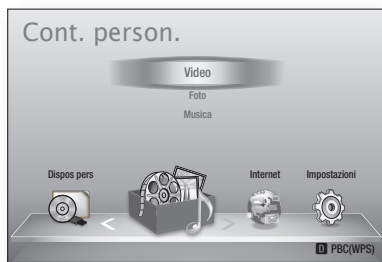 Cont. person.
Video
Foto
Musica
Dispos pers
Internet
Impostazioni
D PBC(WPS)